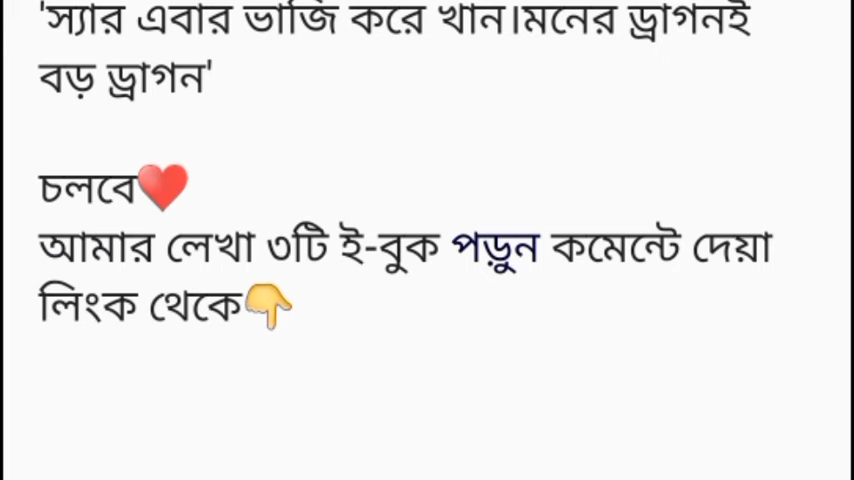 'স্যার এবার ভাজি করে খান।মনের ড্রাগনই
বড় ড্রাগন'
চলবে❤️
আমার লেখা ৩টি ই-বুক পড়ুন কমেন্টে দেয়া
লিংক থেকে👇